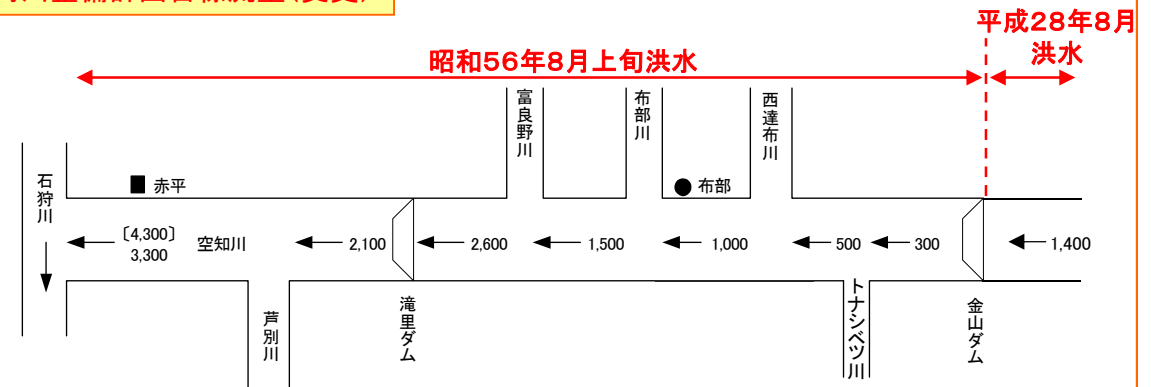 平成28年8月
洪水
昭和56年8月上旬洪水
富良野川
布部川
西達布川
石狩川
赤平
布部
〔4,300〕
3,300
空知川
2,100
2,600
1,500
1,000
500
300
1,400
芦別川
滝里ダム
トナシベツ川
金山ダム